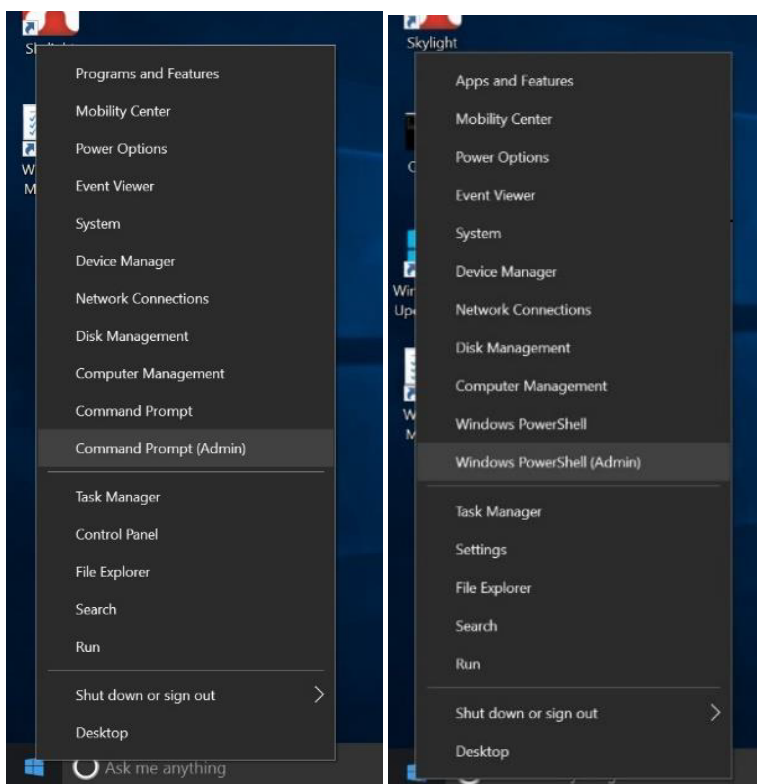 Programs and Features
Mobility Center
Power Options
Event Viewer
System
Device Manager
Network Connections
Disk Management
Computer Management
Command Prompt
Command Prompt (Admin)
Task Manager
Control Panel
File Explorer
Search
Run
Shut down or sign out
Desktop
Ask me anything
Skylight
Apps and Features
Mobility Center
Power Options
Event Viewer
System
Device Manager
Network Connections
Disk Management
Computer Management
Windows PowerShell
Windows PowerShell (Admin)
Task Manager
Settings
File Explorer
Search
Run
Shut down or sign out
Desktop